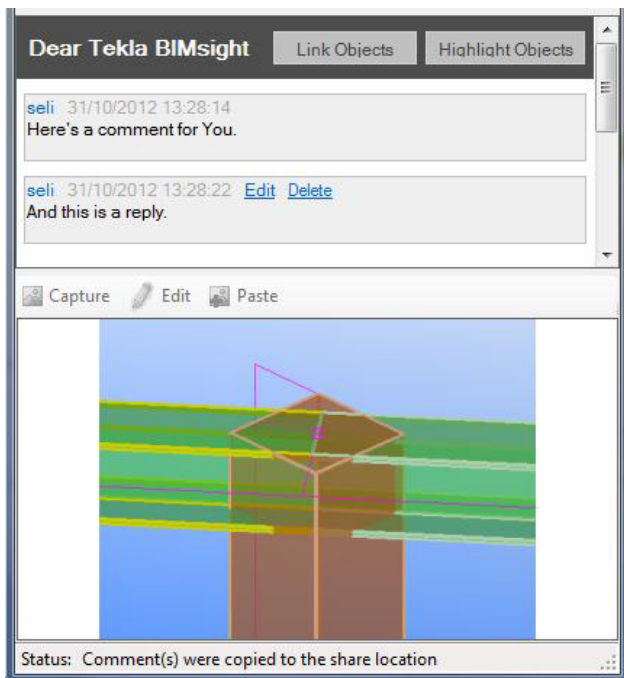 Dear Tekla BIMsight Link Objects Highlight Objects
seli 31/10/2012 13:28:14
Here's a comment for You.
seli 31/10/2012 13:28:22 Edit Delete
And this is a reply.
Capture Edit Paste
Status: Comment(s) were copied to the share location